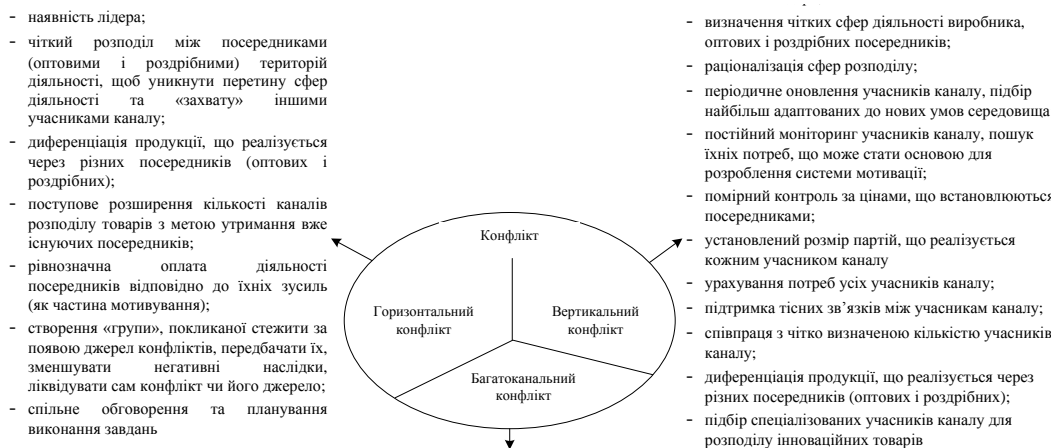 - наявність лідера;
- чіткий розподіл між посередниками
(оптовими і роздрібними) територій
діяльності, щоб уникнути перетину сфер
діяльності та «захвату» іншими
учасниками каналу;
- диференціація продукції, що реалізується
через різних посередників (оптових і
роздрібних);
- поступове розширення кількості каналів
розподілу товарів з метою утримання вже
існуючих посередників;
- рівнозначна оплата діяльності
посередників відповідно до їхніх зусиль
(як частина мотивування);
- створення «групи», покликаної стежити за
появою джерел конфліктів, передбачати їх,
зменшувати негативні наслідки,
ліквідувати сам конфлікт чи його джерело;
- спільне обговорення та планування
виконання завдань
Конфлікт
Горизонтальний
конфлікт
Вертикальний
конфлікт
Багатоканальний
конфлікт
- визначення чітких сфер діяльності виробника,
оптових і роздрібних посередників;
- раціоналізація сфер розподілу;
- періодичне оновлення учасників каналу, підбір
найбільш адаптованих до нових умов середовища
- постійний моніторинг учасників каналу, пошук
їхніх потреб, що може стати основою для
розроблення системи мотивації;
- помірний контроль за цінами, що встановлюються
посередниками;
- установлений розмір партій, що реалізується
кожним учасником каналу
- урахування потреб усіх учасників каналу;
- підтримка тісних зв’язків між учасникам каналу;
- співпраця з чітко визначеною кількістю учасників
каналу;
- диференціація продукції, що реалізується через
різних посередників (оптових і роздрібних);
- підбір спеціалізованих учасників каналу для
розподілу інноваційних товарів